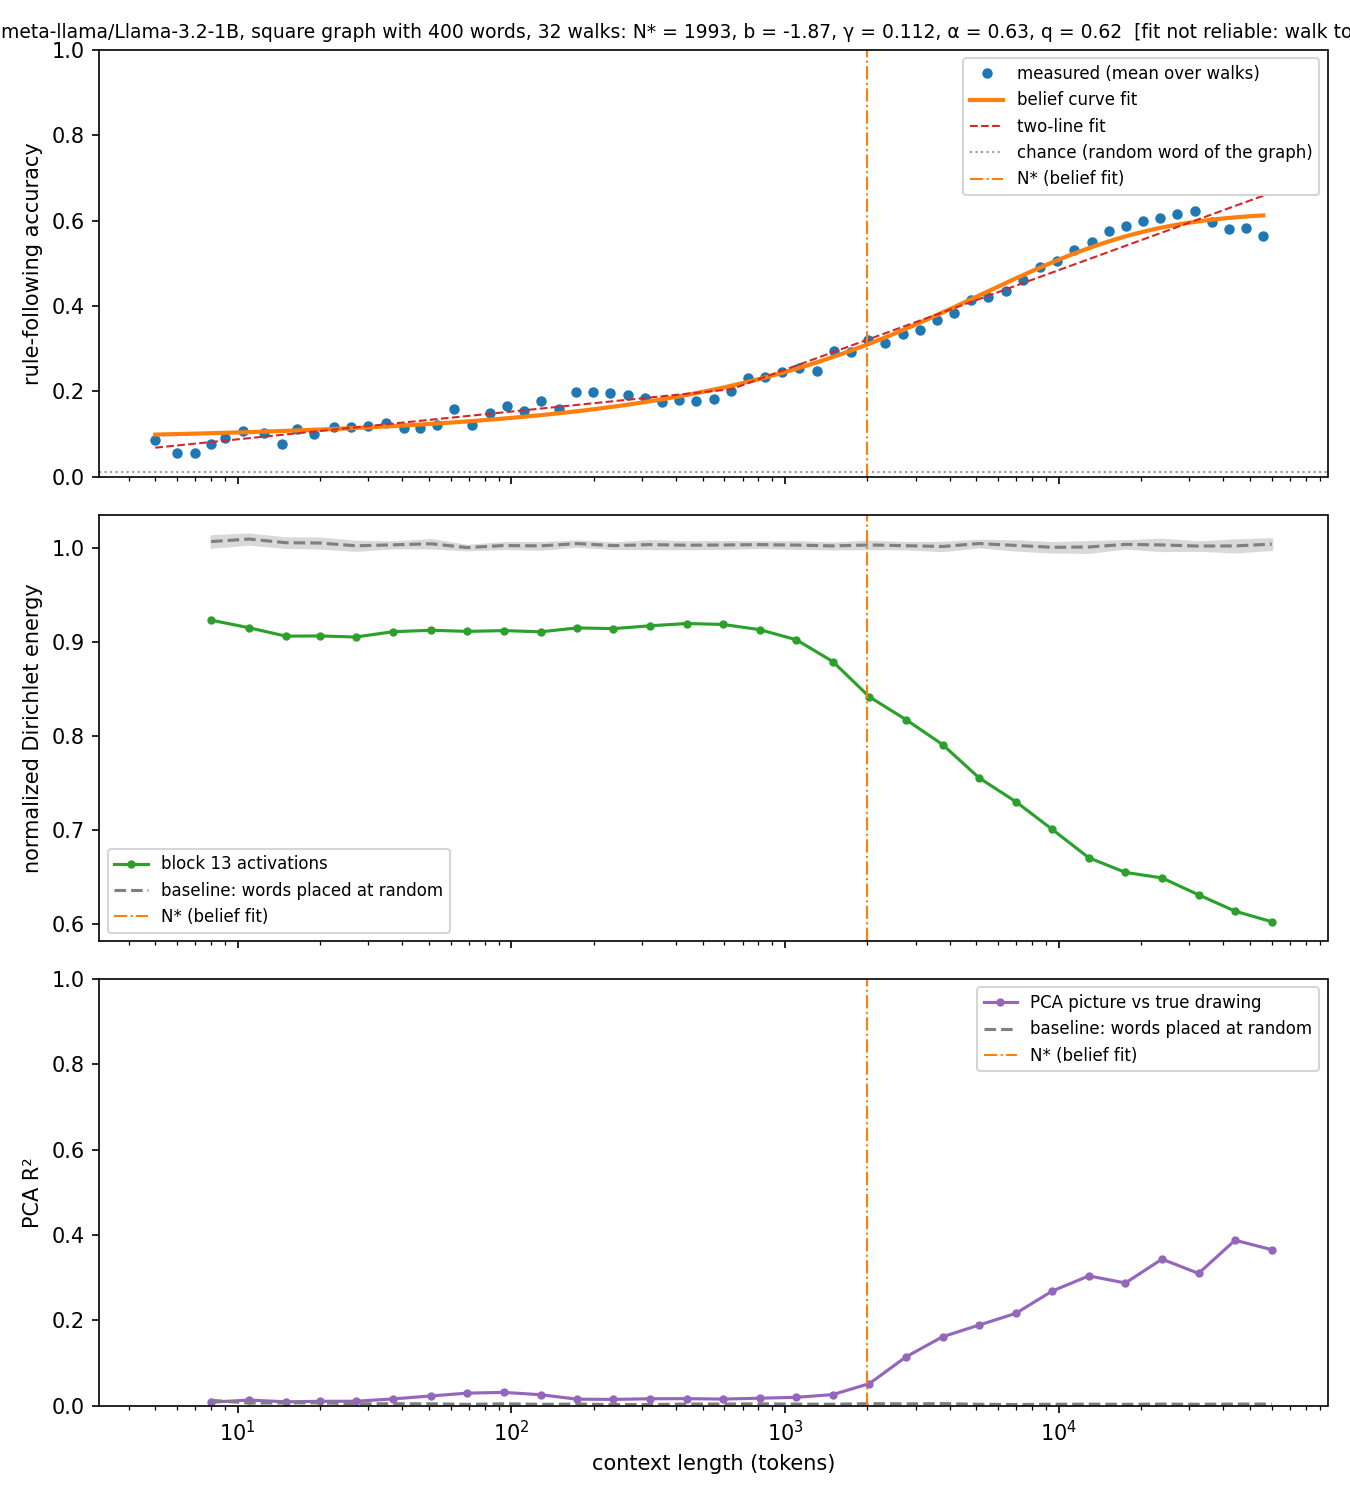 meta-llama/Llama-3.2-1B, square graph with 400 words, 32 walks: N* = 1993, b = -1.87, γ = 0.112, α = 0.63, q = 0.62 [fit not reliable: walk to
1.0
0.8
0.6
0.4
0.2
0.0
rule-following accuracy
measured (mean over walks)
belief curve fit
two-line fit
chance (random word of the graph)
N* (belief fit)
1.0
0.9
0.8
0.7
0.6
normalized Dirichlet energy
block 13 activations
baseline: words placed at random
N* (belief fit)
1.0
0.8
0.6
0.4
0.2
0.0
PCA R²
PCA picture vs true drawing
baseline: words placed at random
N* (belief fit)
10¹ 10² 10³ 10⁴
context length (tokens)